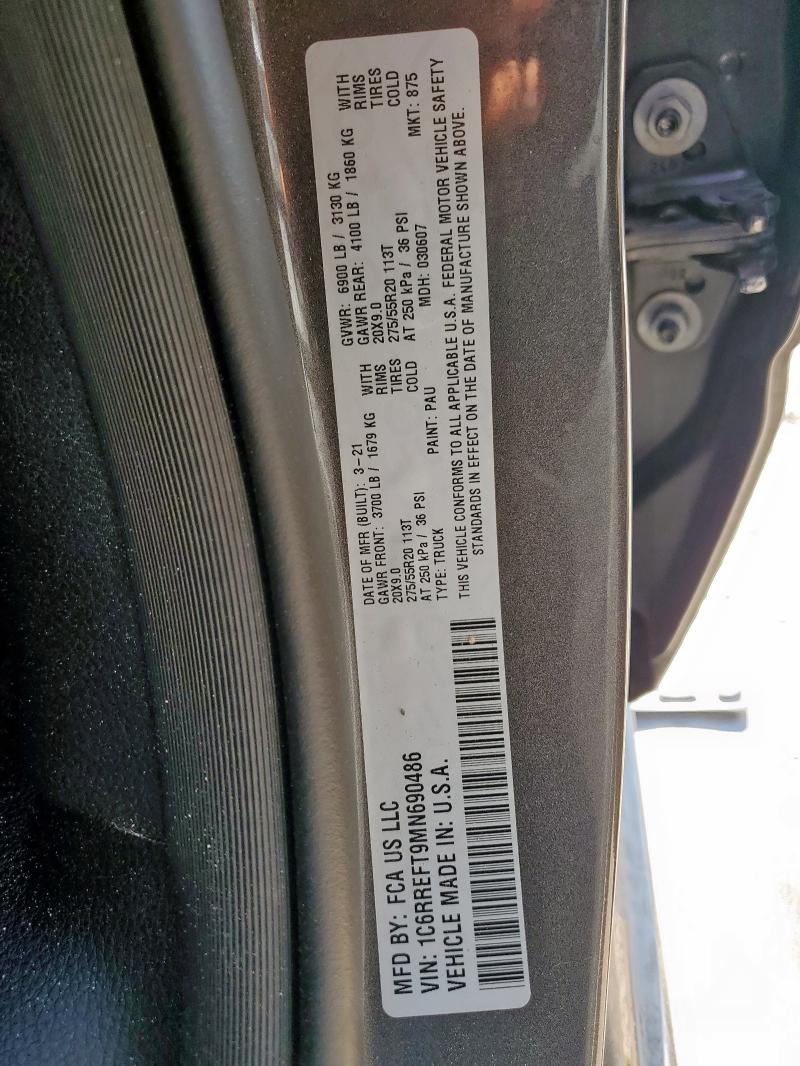 MFD BY: FCA US LLC
VIN: 1C6RREFT9MN690486
VEHICLE MADE IN: U.S.A.
DATE OF MFR (BUILT): 3-21
GAWR FRONT: 3700 LB / 1679 KG WITH
20X9.0 RIMS
275/55R20 113T TIRES
AT 250 kPa / 36 PSI COLD
TYPE: TRUCK PAINT: PAU
GVWR: 6900 LB / 3130 KG
GAWR REAR: 4100 LB / 1860 KG WITH
20X9.0 RIMS
275/55R20 113T TIRES
AT 250 kPa / 36 PSI COLD
MDH: 030607 MKT: 875
THIS VEHICLE CONFORMS TO ALL APPLICABLE U.S.A. FEDERAL MOTOR VEHICLE SAFETY
STANDARDS IN EFFECT ON THE DATE OF MANUFACTURE SHOWN ABOVE.